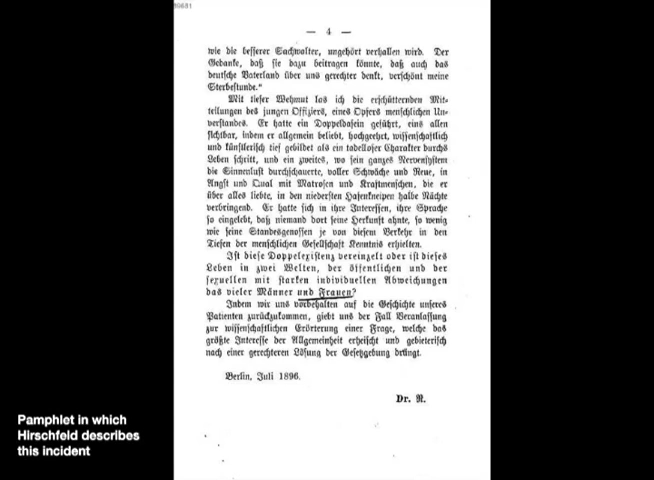 — 4 —
wie die besserer Sachwalter, ungehört verhallen wird. Der
Gedanke, daß sie dazu beitragen könnte, daß auch das
deutsche Vaterland über uns gerechter denkt, verschönt meine
Sterbestunde."
Mit tiefer Wehmut las ich die erschütternden Mit-
teilungen des jungen Offiziers, eines Opfers menschlichen Un-
verstandes. Er hatte ein Doppeldasein geführt, eins allen
sichtbar, indem er allgemein beliebt, hochgeehrt, wissenschaftlich
und künstlerisch tief gebildet als ein tadelloser Charakter durchs
Leben schritt, und ein zweites, wo sein ganzes Nervensystem
die Sinnenlust durchschauerte, voller Schwäche und Reue, in
Angst und Qual mit Matrosen und Kraftmenschen, die er
über alles liebte, in den niedersten Hafenkneipen halbe Nächte
verbringend. Er hatte sich in ihre Interessen, ihre Sprache
so eingelebt, daß niemand dort seine Herkunft ahnte, so wenig
wie seine Standesgenossen je von diesem Verkehr in den
Tiefen der menschlichen Gesellschaft Kenntnis erhielten.
Ist diese Doppelexistenz vereinzelt oder ist dieses
Leben in zwei Welten, der öffentlichen und der
sexuellen mit starken individuellen Abweichungen
das vieler Männer und Frauen?
Indem wir uns vorbehalten auf die Geschichte unseres
Patienten zurückzukommen, giebt uns der Fall Veranlassung
zur wissenschaftlichen Erörterung einer Frage, welche das
größte Interesse der Allgemeinheit erheischt und gebieterisch
nach einer gerechteren Lösung der Gesetzgebung drängt.
Berlin, Juli 1896.
Dr. R.
Pamphlet in which
Hirschfeld describes
this incident